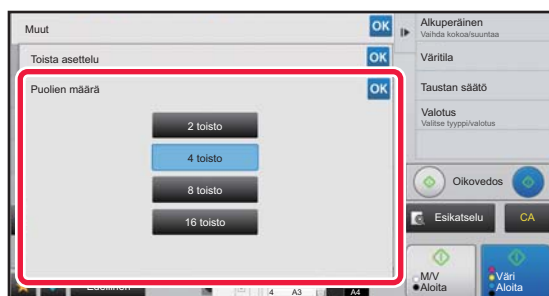 Muut
OK
Toista asettelu
OK
Puolien määrä
OK
2 toisto
4 toisto
8 toisto
16 toisto
Alkuperäinen
Vaihda kokoa/suuntaa
Väritila
Taustan säätö
Valotus
Valitse tyyppi/valotus
Oikovedos
Esikatselu
CA
M/V
Aloita
Väri
Aloita
4
A3
A4